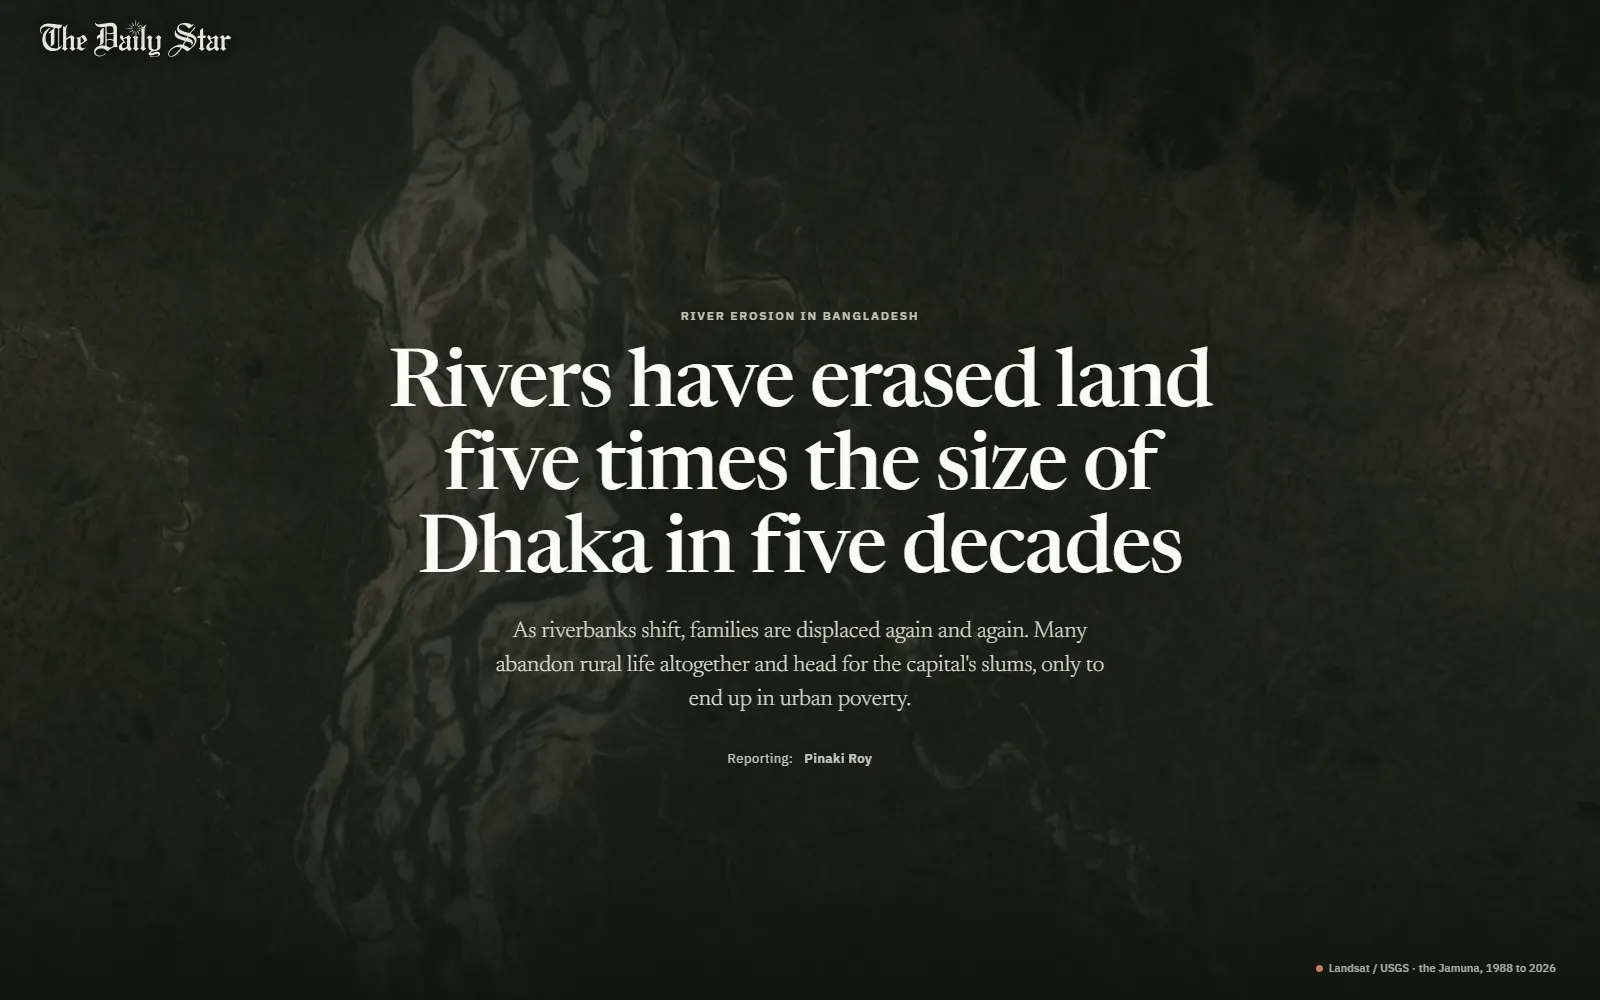 The Daily Star
RIVER EROSION IN BANGLADESH
Rivers have erased land
five times the size of
Dhaka in five decades
As riverbanks shift, families are displaced again and again. Many
abandon rural life altogether and head for the capital's slums, only to
end up in urban poverty.
Reporting: Pinaki Roy
Landsat / USGS · the Jamuna, 1988 to 2026